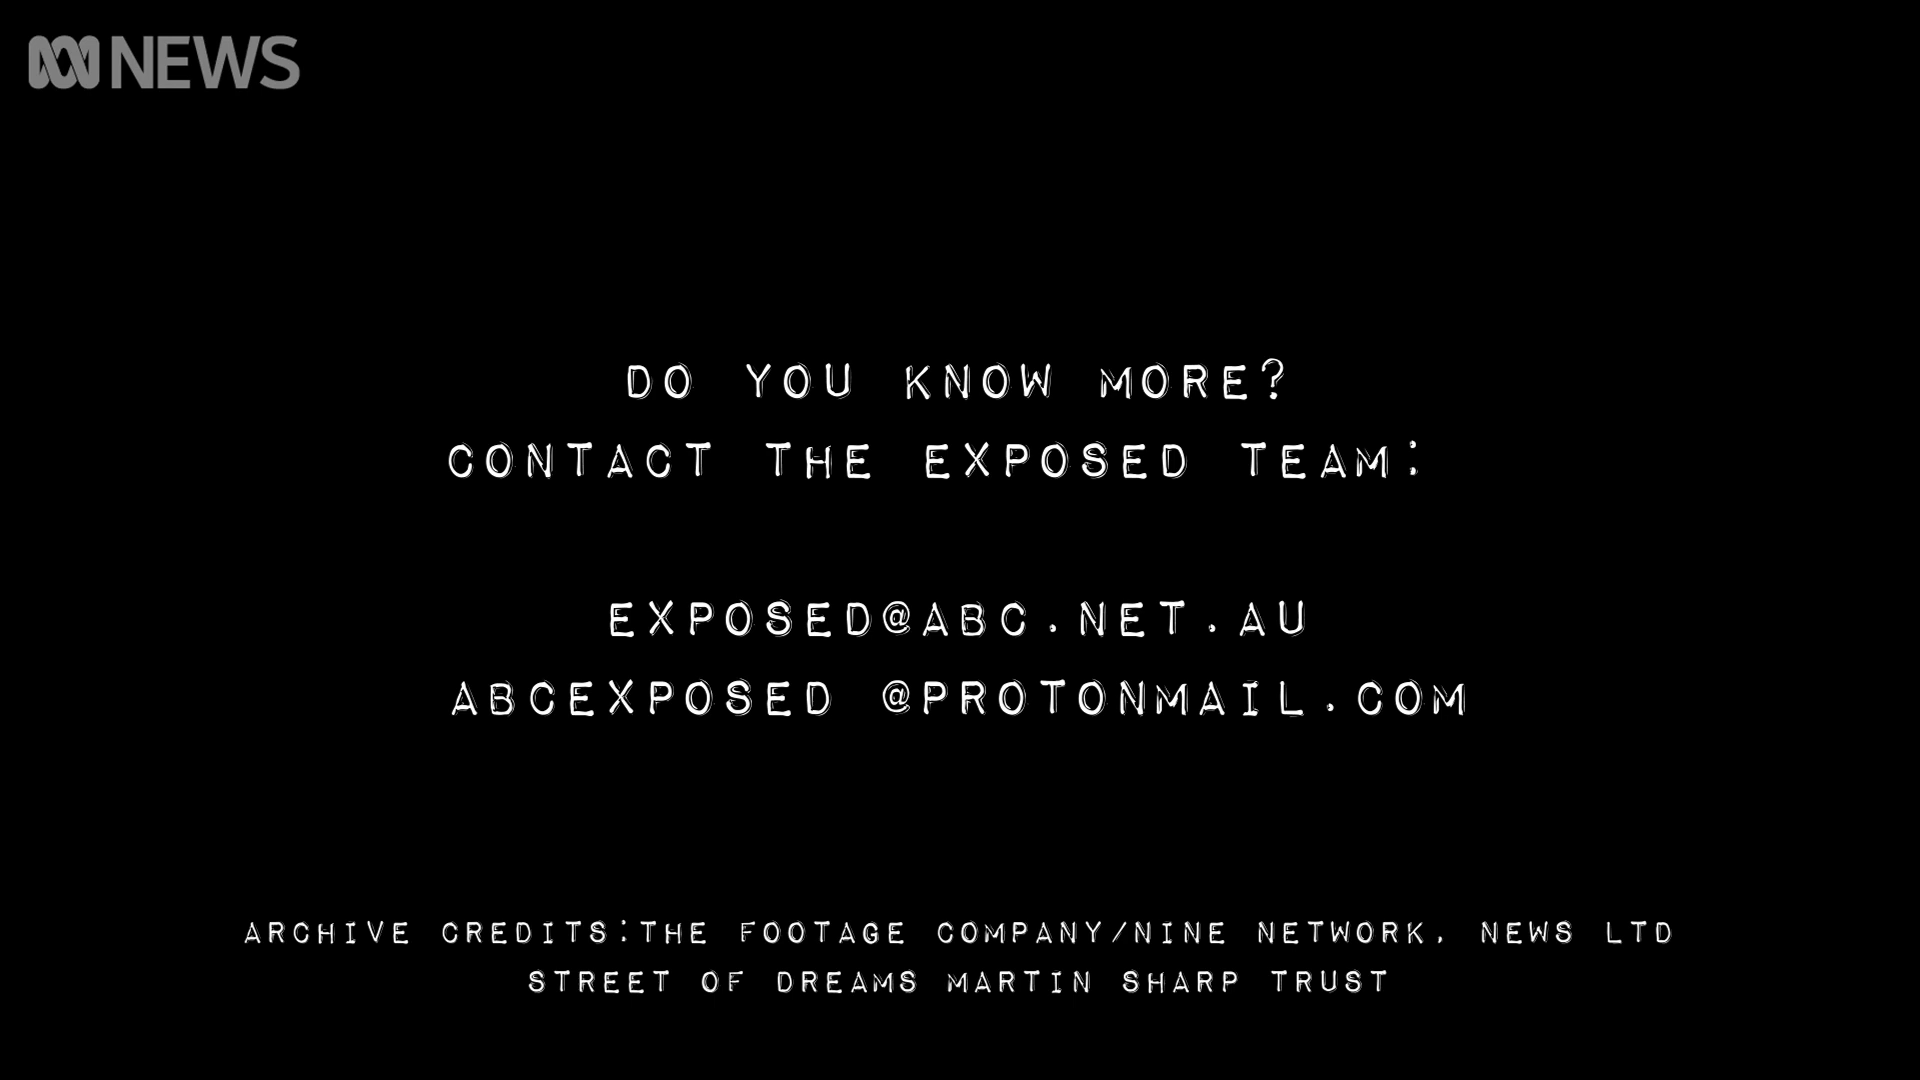 NEWS
DO YOU KNOW MORE?
CONTACT THE EXPOSED TEAM:
EXPOSED@ABC.NET.AU
ABCEXPOSED @PROTONMAIL.COM
ARCHIVE CREDITS:THE FOOTAGE COMPANY/NINE NETWORK, NEWS LTD
STREET OF DREAMS MARTIN SHARP TRUST